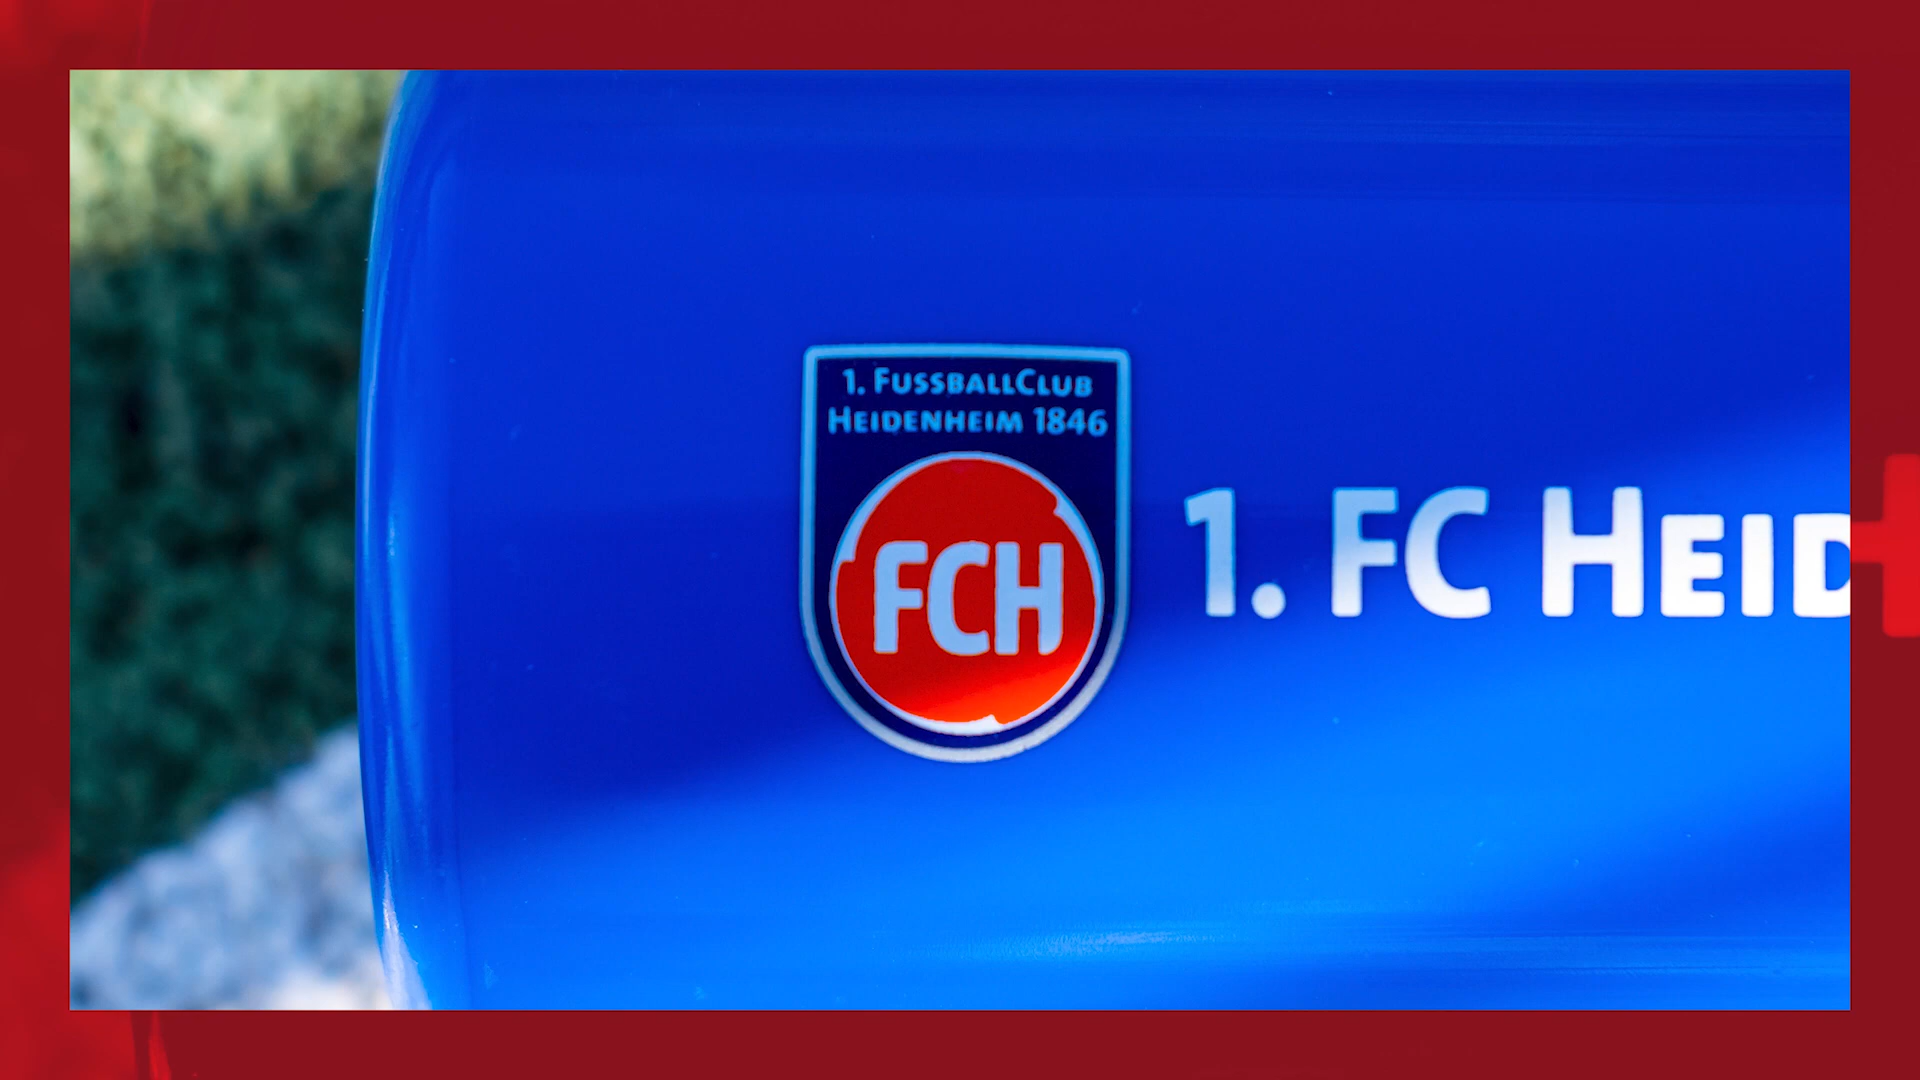 1. FUSSBALLCLUB
HEIDENHEIM 1846
FCH
1. FC HEID